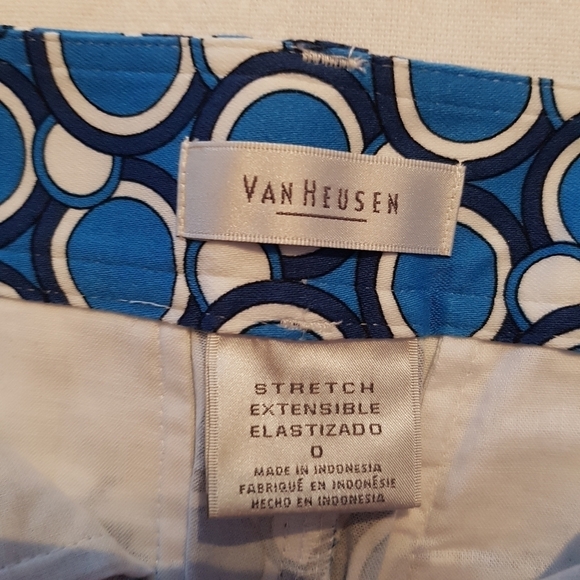 VAN HEUSEN
STRETCH
EXTENSIBLE
ELASTIZADO
0
MADE IN INDONESIA
FABRIQUÉ EN INDONÉSIE
HECHO EN INDONESIA